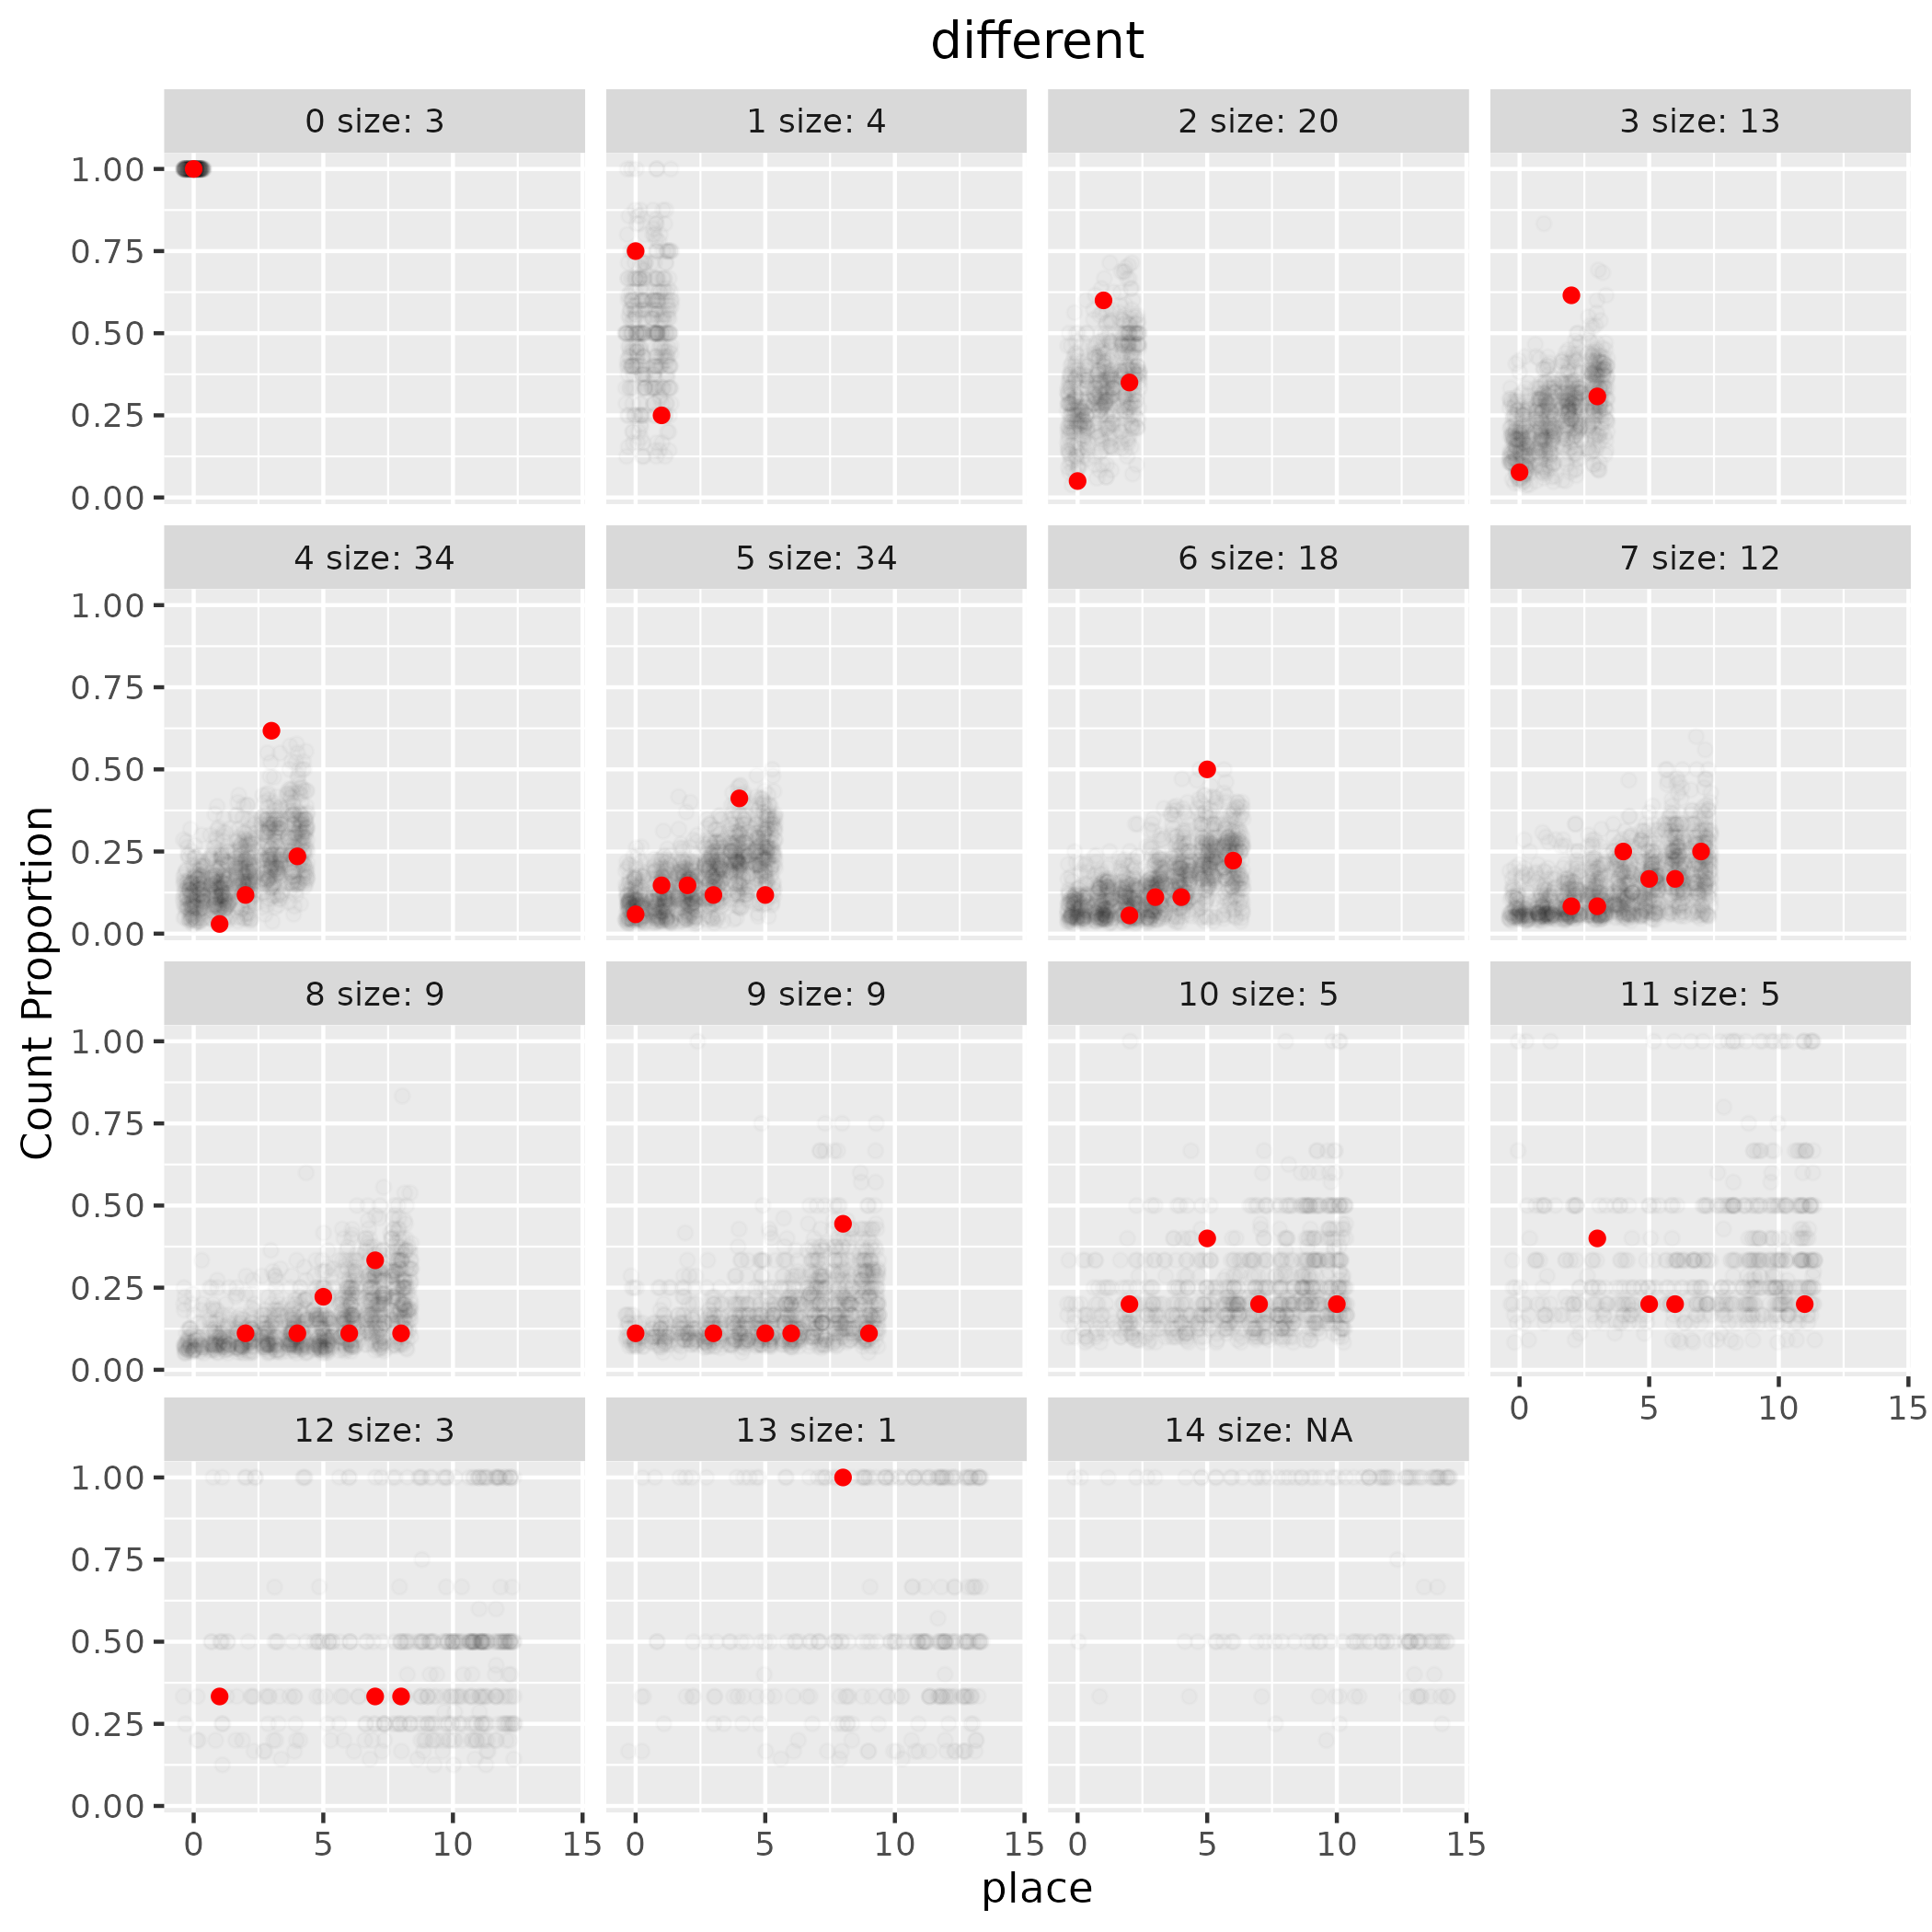 different
0 size: 3
1 size: 4
2 size: 20
3 size: 13
1.00
0.75
0.50
0.25
0.00
4 size: 34
5 size: 34
6 size: 18
7 size: 12
1.00
0.75
0.50
0.25
0.00
Count Proportion
8 size: 9
9 size: 9
10 size: 5
11 size: 5
1.00
0.75
0.50
0.25
0.00
0 5 10 15
12 size: 3
13 size: 1
14 size: NA
1.00
0.75
0.50
0.25
0.00
0 5 10 15
0 5 10 15
0 5 10 15
place